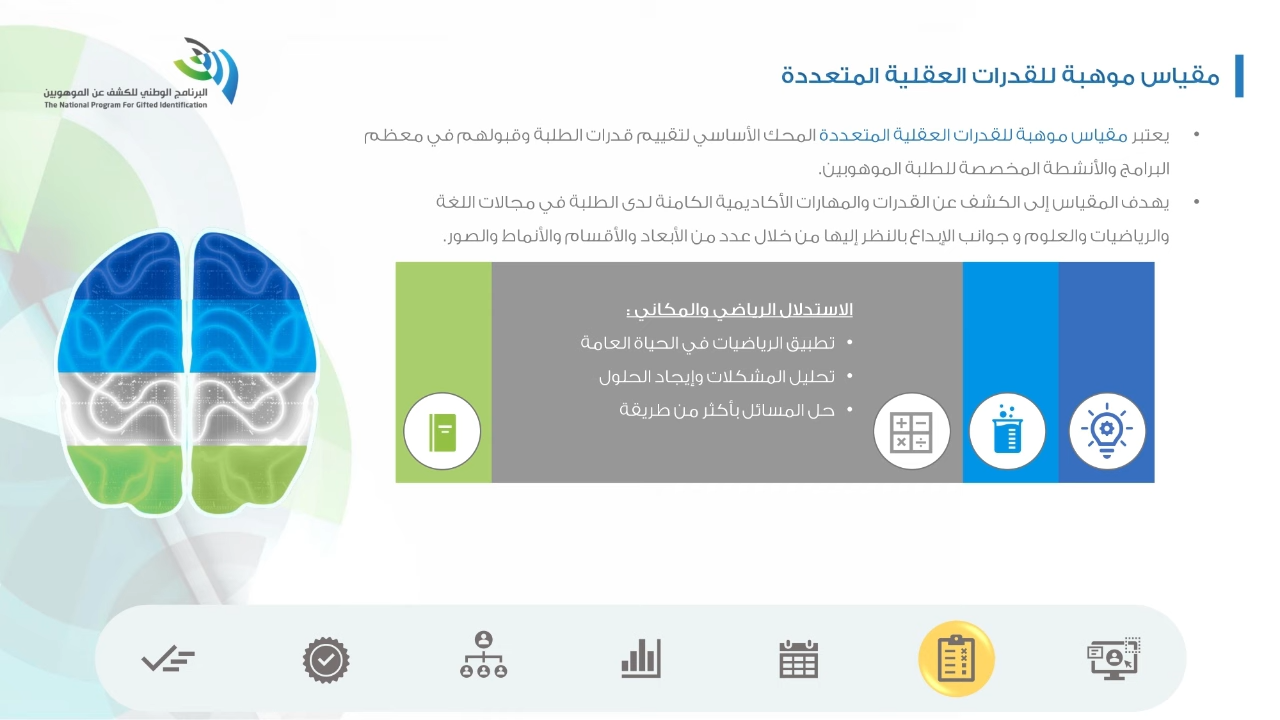 البرنامج الوطني للكشف عن الموهوبين
The National Program For Gifted Identification
مقياس موهبة للقدرات العقلية المتعددة
• يعتبر مقياس موهبة للقدرات العقلية المتعددة المحك الأساسي لتقييم قدرات الطلبة وقبولهم في معظم
البرامج والأنشطة المخصصة للطلبة الموهوبين.
• يهدف المقياس إلى الكشف عن القدرات والمهارات الأكاديمية الكامنة لدى الطلبة في مجالات اللغة
والرياضيات والعلوم و جوانب الإبداع بالنظر إليها من خلال عدد من الأبعاد والأقسام والأنماط والصور.
الاستدلال الرياضي والمكاني :
• تطبيق الرياضيات في الحياة العامة
• تحليل المشكلات وإيجاد الحلول
• حل المسائل بأكثر من طريقة